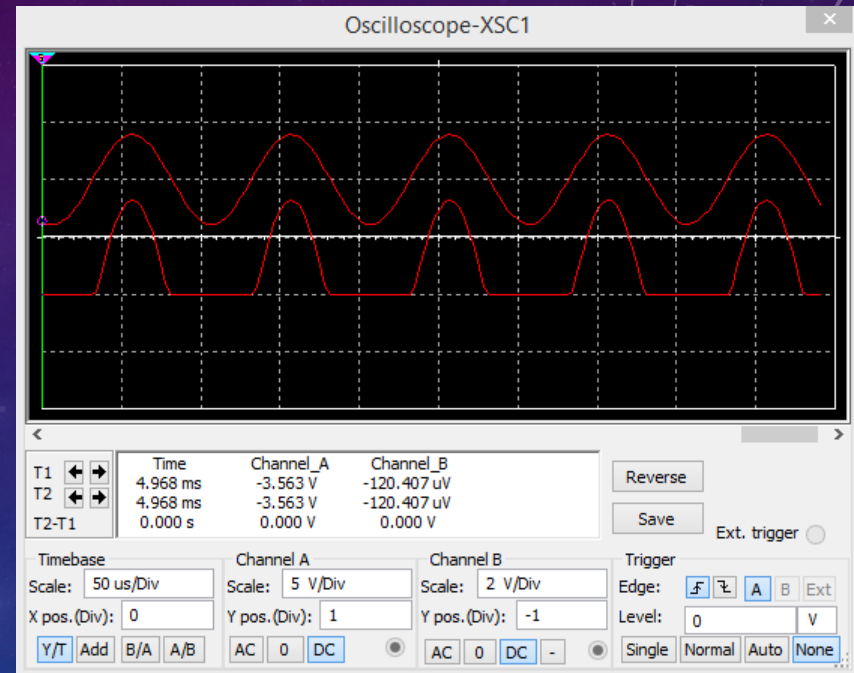 Oscilloscope-XSC1
×
Time Channel_A Channel_B
T1 4.968 ms -3.563 V -120.407 uV
T2 4.968 ms -3.563 V -120.407 uV
T2-T1 0.000 s 0.000 V 0.000 V
Reverse
Save
Ext. trigger
Timebase Channel A Channel B Trigger
Scale: 50 us/Div Scale: 5 V/Div Scale: 2 V/Div Edge: A B Ext
X pos.(Div): 0 Y pos.(Div): 1 Y pos.(Div): -1 Level: 0 V
Y/T Add B/A A/B AC 0 DC AC 0 DC - Single Normal Auto None